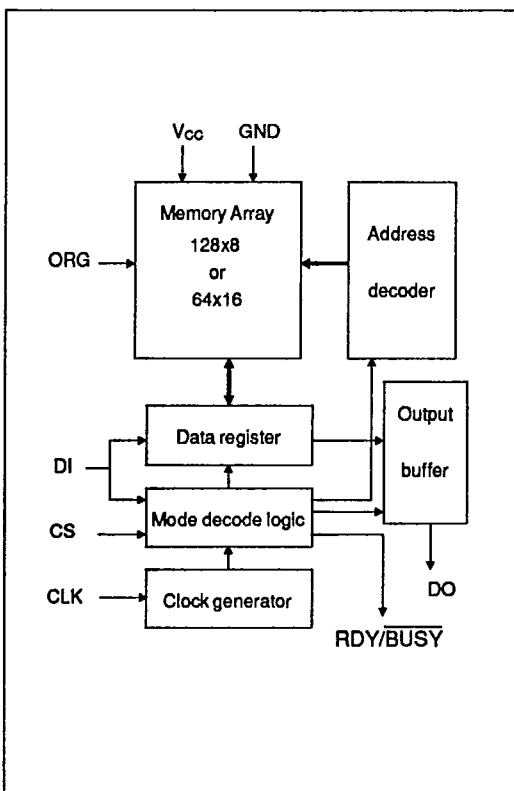 Vcc GND
Memory Array
128x8
or
64x16
ORG
Address
decoder
Data register
Output
buffer
DI
Mode decode logic
CS
CLK
Clock generator
DO
RDY/BUSY